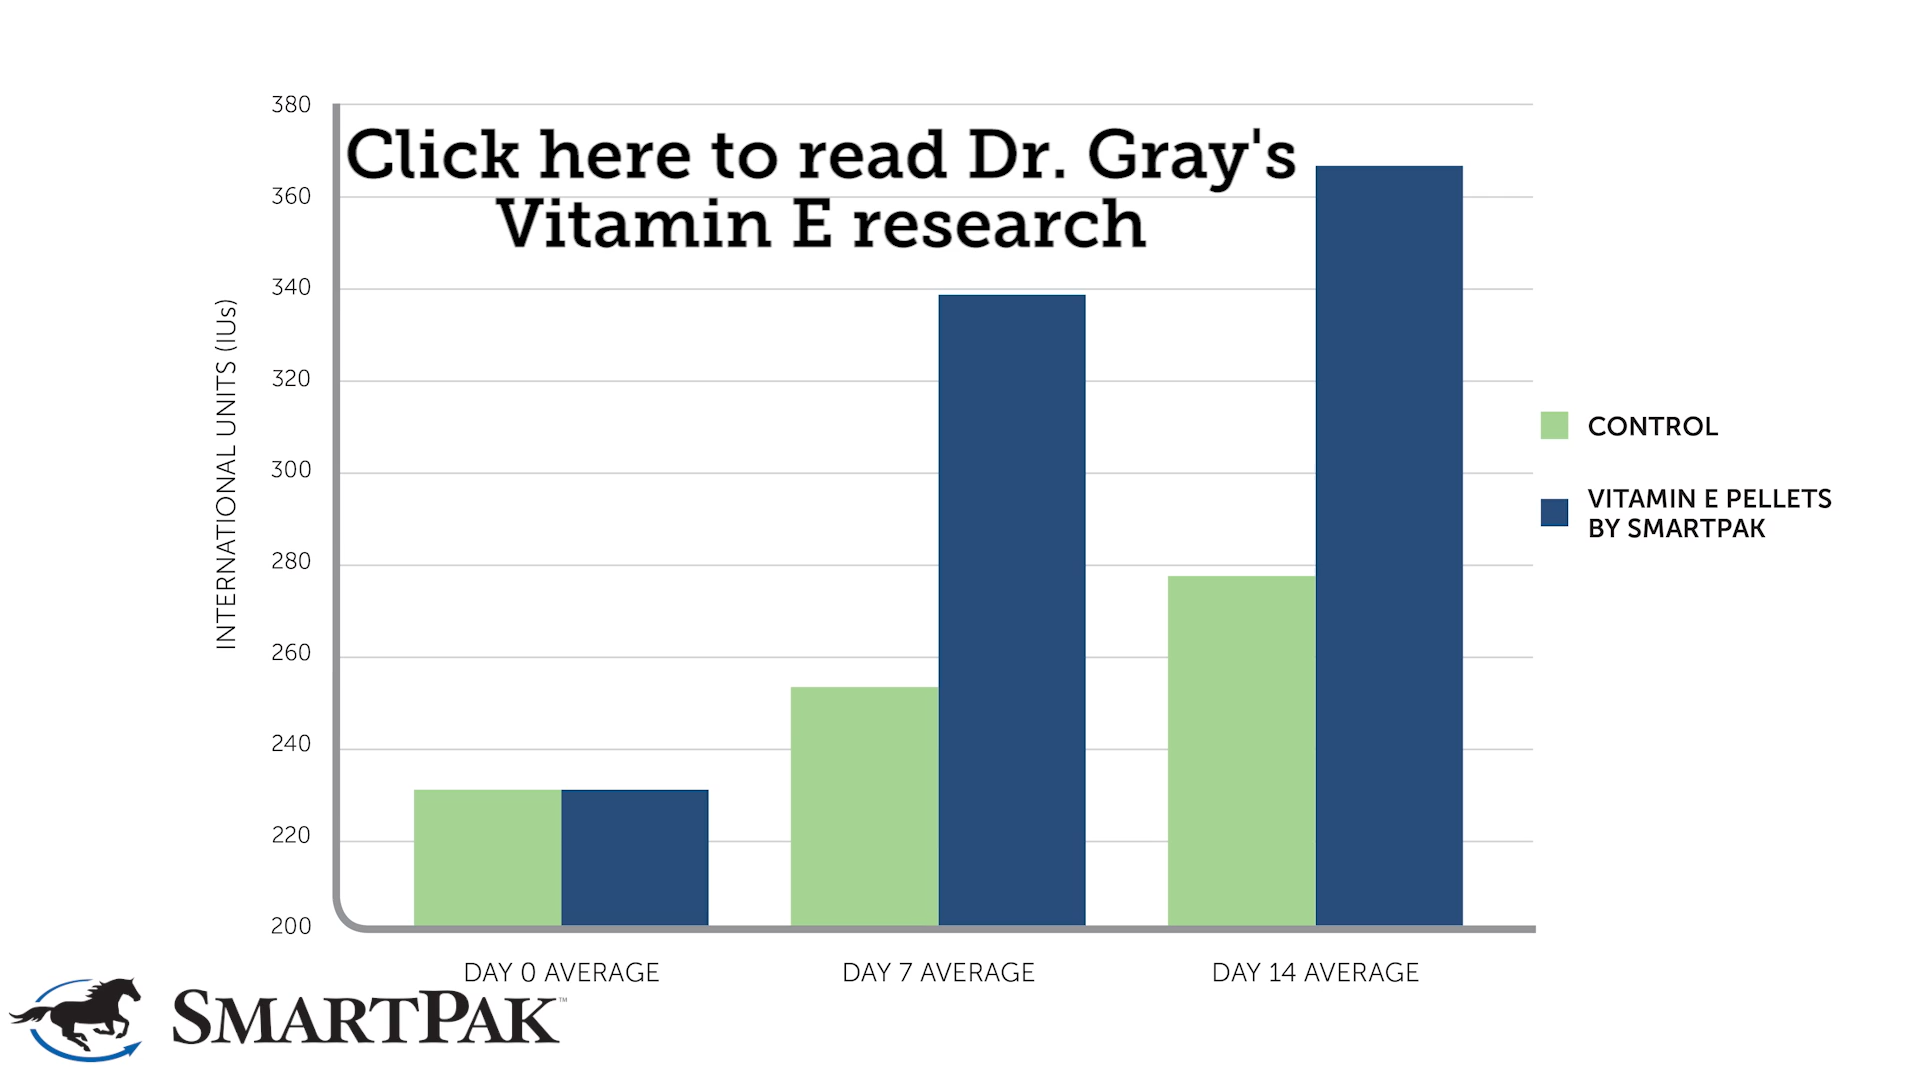 Click here to read Dr. Gray's
Vitamin E research
INTERNATIONAL UNITS (IUs)
380
360
340
320
300
280
260
240
220
200
DAY 0 AVERAGE
DAY 7 AVERAGE
DAY 14 AVERAGE
CONTROL
VITAMIN E PELLETS
BY SMARTPAK
SMARTPAK™